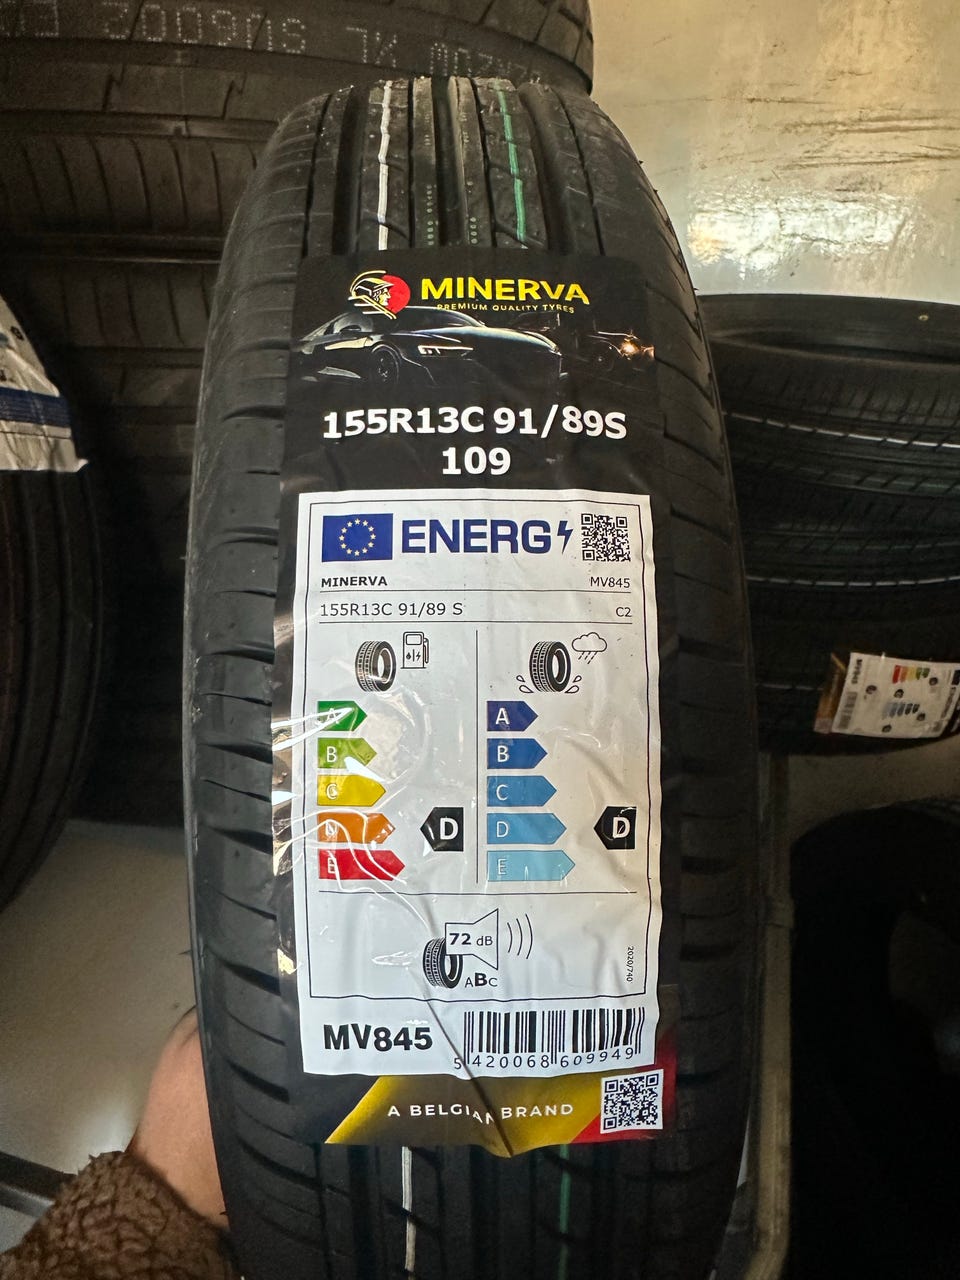 MINERVA
PREMIUM QUALITY TYRES
155R13C 91/89S
109
ENERG
MINERVA MV845
155R13C 91/89 S C2
A A
B B
C C
D D D D
E E
72 dB
ABC
2020/740
MV845
5 420068 609949
A BELGIAN BRAND